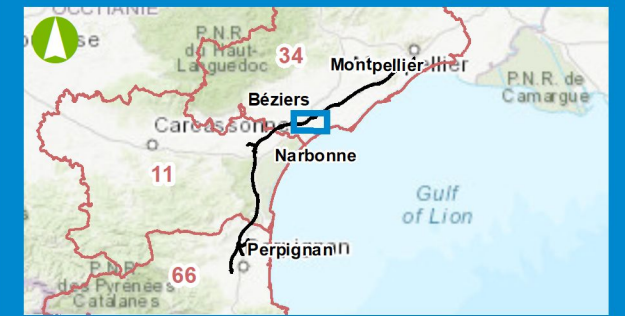 OCCITANIE
P.N.R.
du Haut-
Languedoc
34
Montpellier
P.N.R. de
Camargue
Béziers
Carcassonne
Narbonne
11
Gulf
of Lion
Perpignan
Perpignan
66
P.N.R.
des Pyrénées
Catalanes